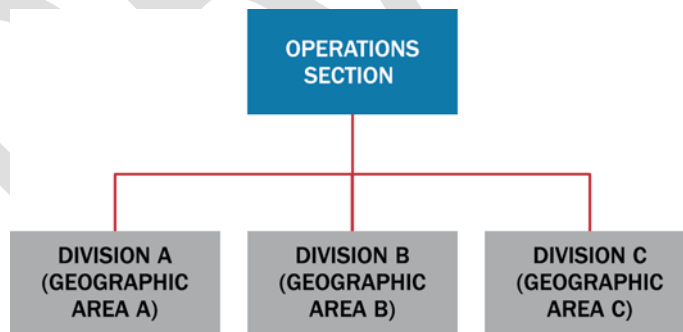 OPERATIONS
SECTION
DIVISION A
(GEOGRAPHIC
AREA A)
DIVISION B
(GEOGRAPHIC
AREA B)
DIVISION C
(GEOGRAPHIC
AREA C)